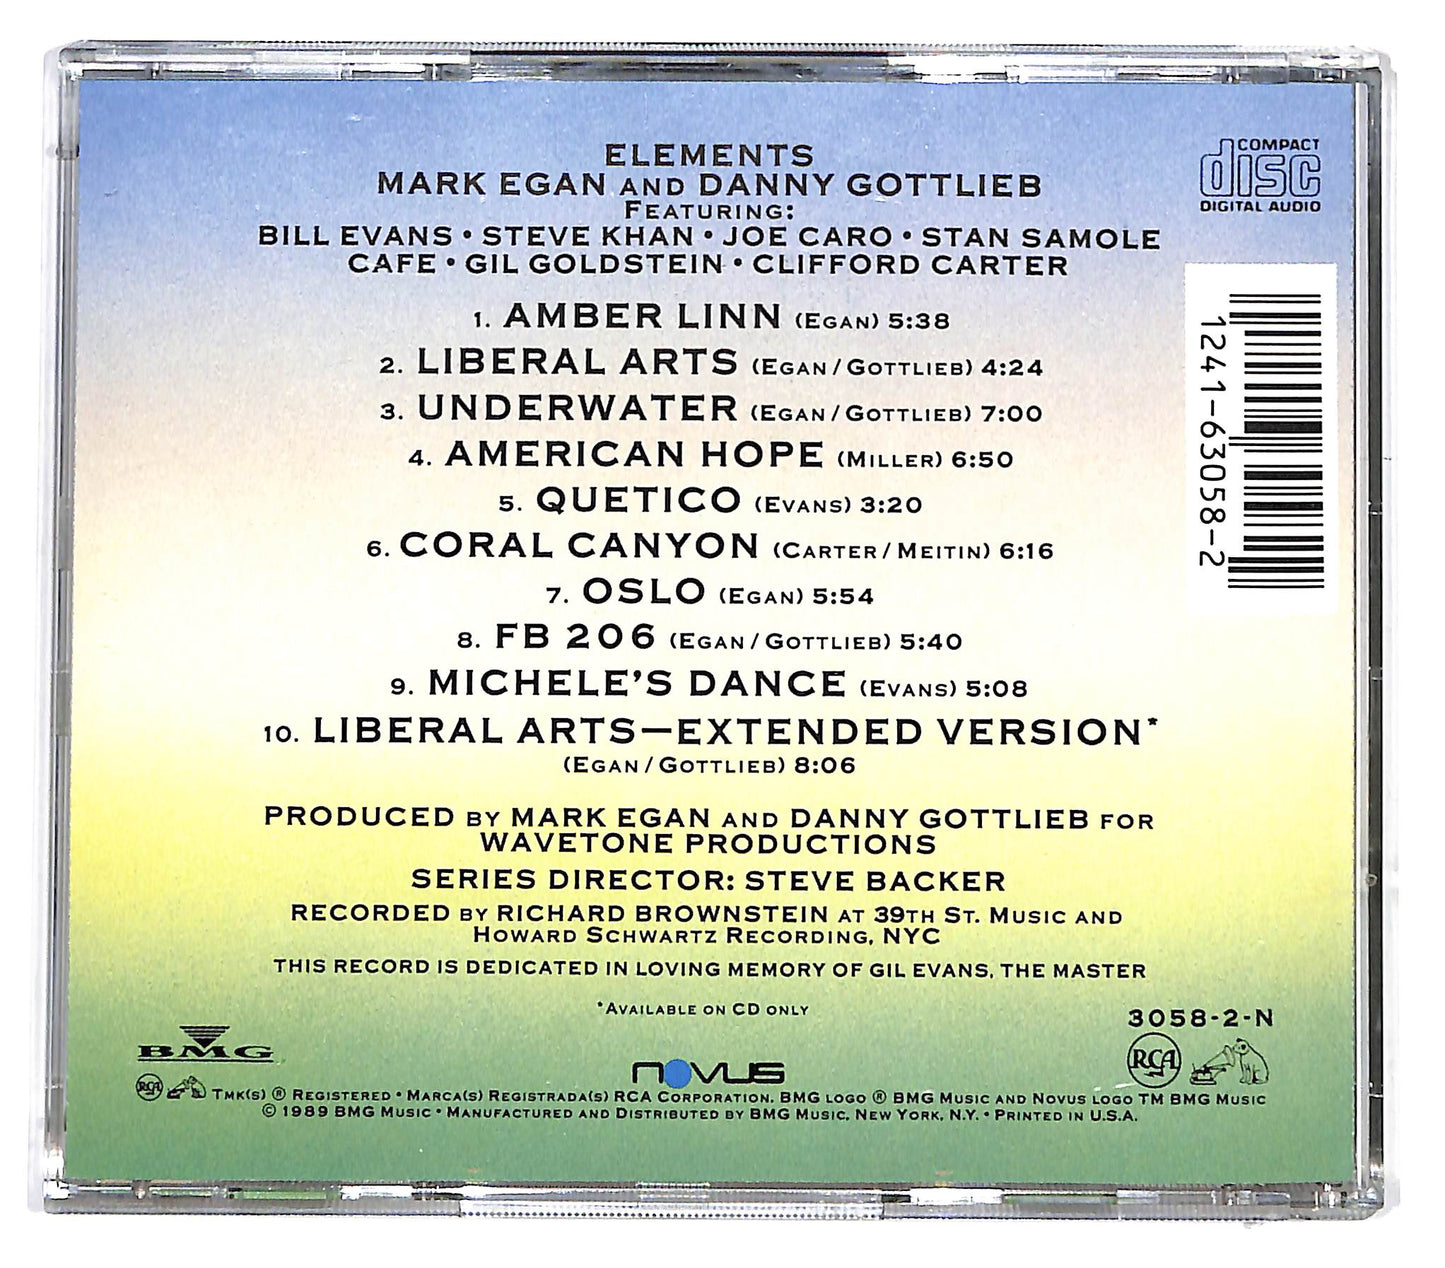 ELEMENTS
MARK EGAN AND DANNY GOTTLIEB
FEATURING:
BILL EVANS • STEVE KHAN • JOE CARO • STAN SAMOLE
CAFE • GIL GOLDSTEIN • CLIFFORD CARTER
COMPACT
disc
DIGITAL AUDIO
1241-63058-2
1. AMBER LINN (EGAN) 5:38
2. LIBERAL ARTS (EGAN/GOTTLIEB) 4:24
3. UNDERWATER (EGAN/GOTTLIEB) 7:00
4. AMERICAN HOPE (MILLER) 6:50
5. QUETICO (EVANS) 3:20
6. CORAL CANYON (CARTER/MEITIN) 6:16
7. OSLO (EGAN) 5:54
8. FB 206 (EGAN/GOTTLIEB) 5:40
9. MICHELE'S DANCE (EVANS) 5:08
10. LIBERAL ARTS—EXTENDED VERSION*
(EGAN/GOTTLIEB) 8:06
PRODUCED BY MARK EGAN AND DANNY GOTTLIEB FOR
WAVETONE PRODUCTIONS
SERIES DIRECTOR: STEVE BACKER
RECORDED BY RICHARD BROWNSTEIN AT 39TH ST. MUSIC AND
HOWARD SCHWARTZ RECORDING, NYC
THIS RECORD IS DEDICATED IN LOVING MEMORY OF GIL EVANS, THE MASTER
*AVAILABLE ON CD ONLY
3058-2-N
BMG
NOVUS
RCA
RCA TMK(S) ® REGISTERED • MARCA(S) REGISTRADA(S) RCA CORPORATION. BMG LOGO ® BMG MUSIC AND NOVUS LOGO TM BMG MUSIC
© 1989 BMG MUSIC • MANUFACTURED AND DISTRIBUTED BY BMG MUSIC, NEW YORK, N.Y. • PRINTED IN U.S.A.